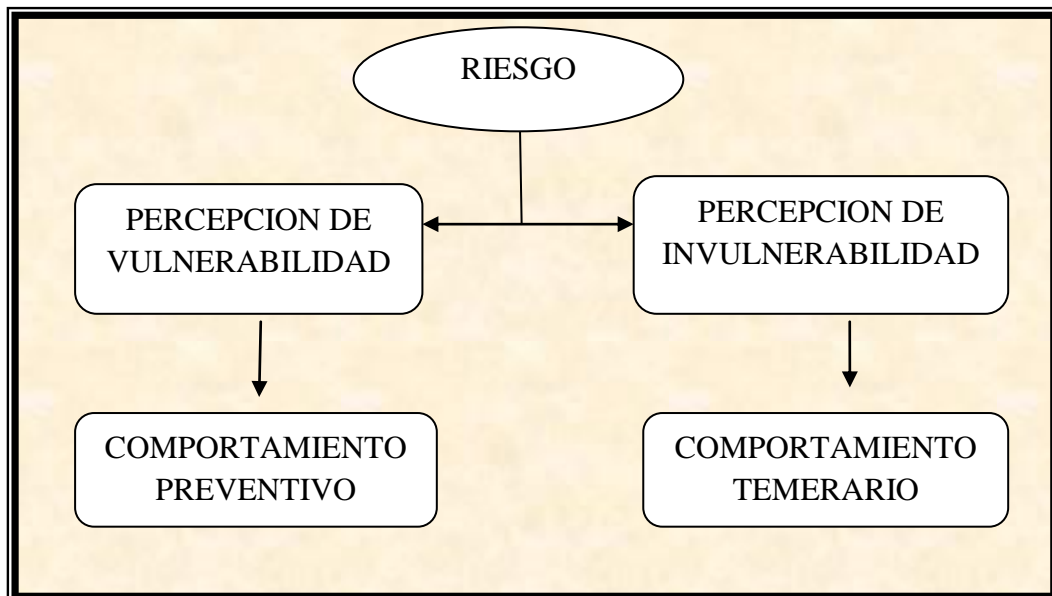 RIESGO
PERCEPCION DE
VULNERABILIDAD
PERCEPCION DE
INVULNERABILIDAD
COMPORTAMIENTO
PREVENTIVO
COMPORTAMIENTO
TEMERARIO